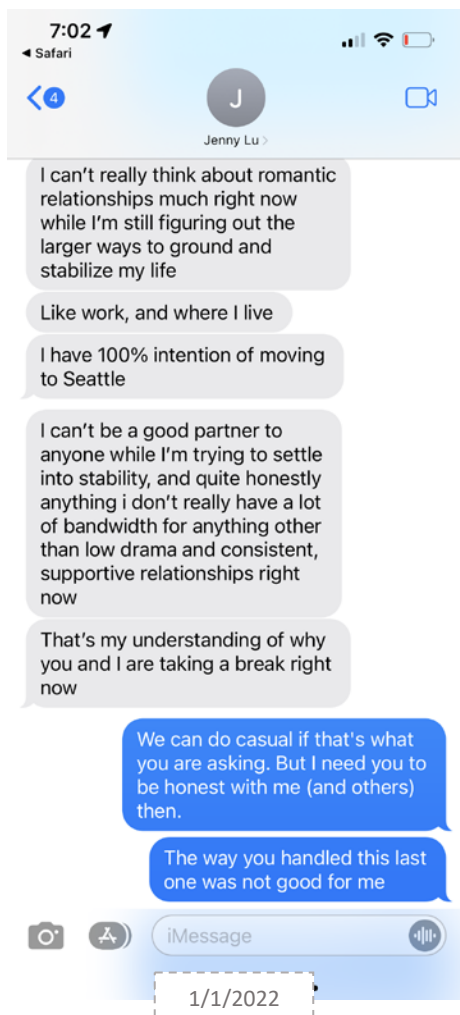 7:02
Safari
4
J
Jenny Lu
I can’t really think about romantic
relationships much right now
while I’m still figuring out the
larger ways to ground and
stabilize my life
Like work, and where I live
I have 100% intention of moving
to Seattle
I can’t be a good partner to
anyone while I’m trying to settle
into stability, and quite honestly
anything i don’t really have a lot
of bandwidth for anything other
than low drama and consistent,
supportive relationships right
now
That’s my understanding of why
you and I are taking a break right
now
We can do casual if that's what
you are asking. But I need you to
be honest with me (and others)
then.
The way you handled this last
one was not good for me
iMessage
1/1/2022